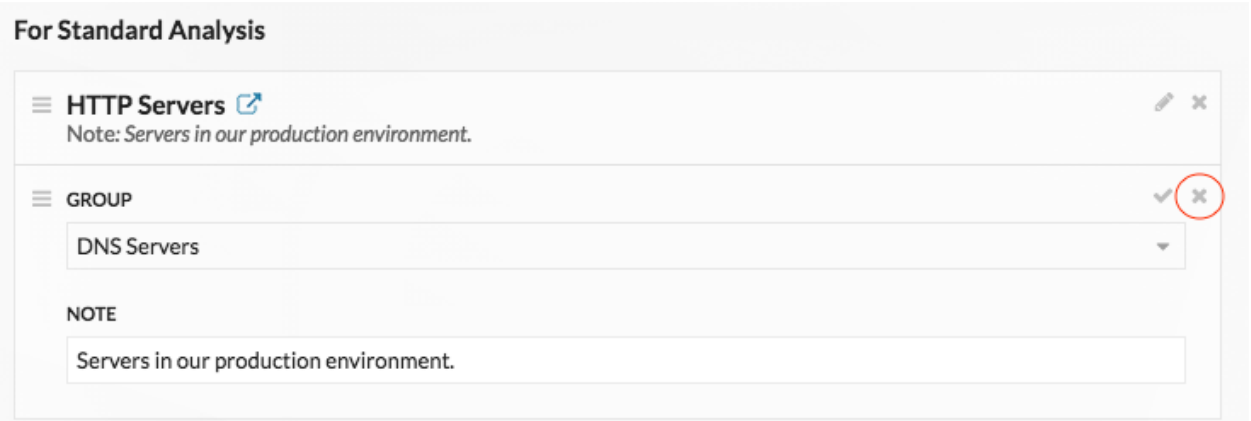 For Standard Analysis
HTTP Servers
Note: Servers in our production environment.
GROUP
DNS Servers
NOTE
Servers in our production environment.